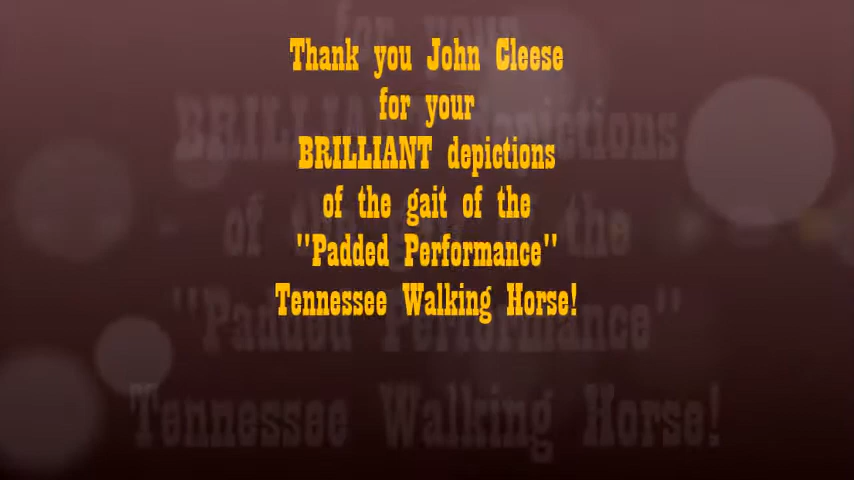 Thank you John Cleese
for your
BRILLIANT depictions
of the gait of the
"Padded Performance"
Tennessee Walking Horse!